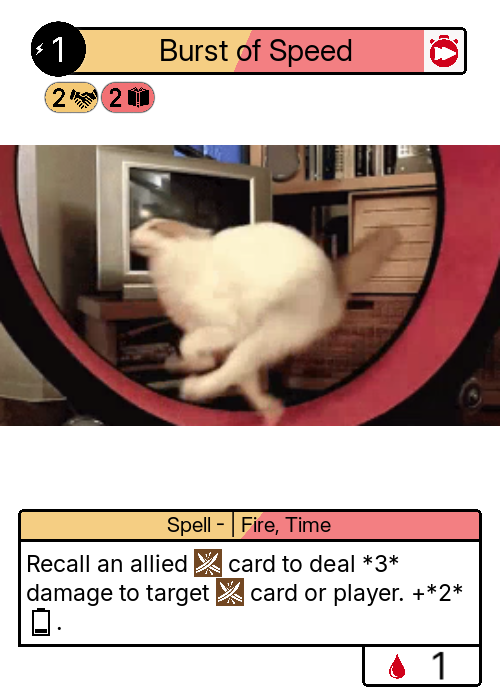 1 Burst of Speed
2 2
Spell - | Fire, Time
Recall an allied card to deal *3*
damage to target card or player. +*2*
.
1